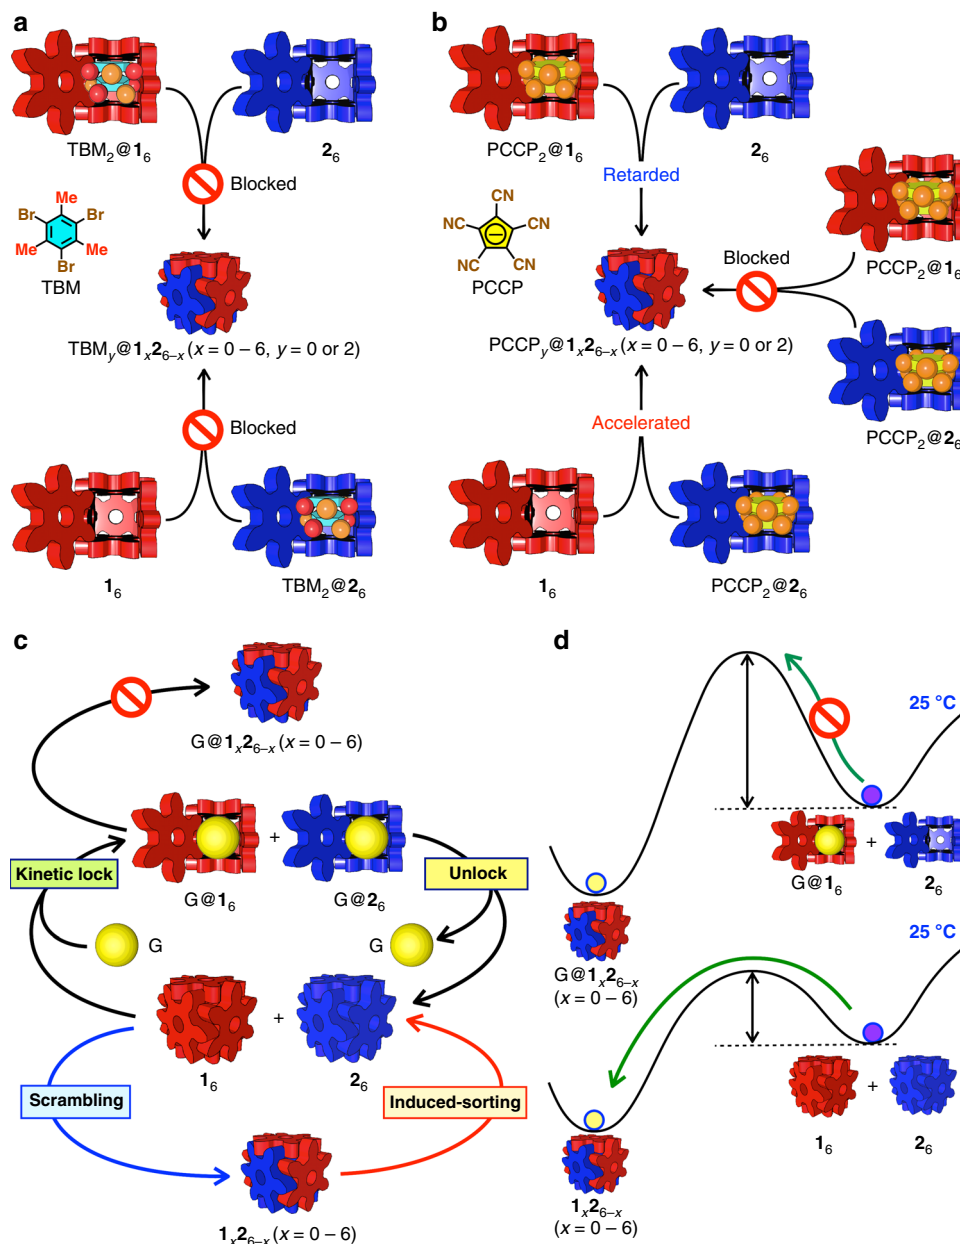 a
TBM2@16
26
Blocked
Me
Br
Br
Me
Me
Br
TBM
TBMy@1x26–x (x = 0 – 6, y = 0 or 2)
Blocked
16
TBM2@26
b
PCCP2@16
26
Retarded
CN
NC
CN
NC
CN
PCCP
Blocked
PCCP2@16
PCCPy@1x26–x (x = 0 – 6, y = 0 or 2)
PCCP2@26
Accelerated
16
PCCP2@26
c
G@1x26–x (x = 0 – 6)
+
Kinetic lock
Unlock
G@16
G@26
G
G
+
16
26
Scrambling
Induced-sorting
1x26–x (x = 0 – 6)
d
25 °C
+
G@16
26
G@1x26–x
(x = 0 – 6)
25 °C
+
16
26
1x26–x
(x = 0 – 6)